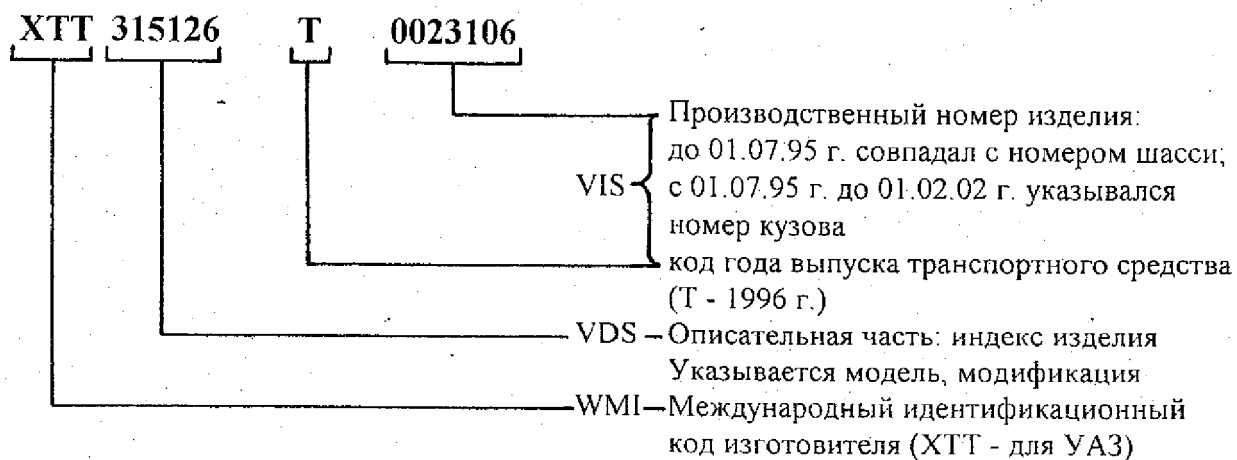 XTT 315126 T 0023106
Производственный номер изделия:
до 01.07.95 г. совпадал с номером шасси;
VIS с 01.07.95 г. до 01.02.02 г. указывался
номер кузова
код года выпуска транспортного средства
(Т - 1996 г.)
VDS – Описательная часть: индекс изделия
Указывается модель, модификация
WMI – Международный идентификационный
код изготовителя (ХТТ - для УАЗ)